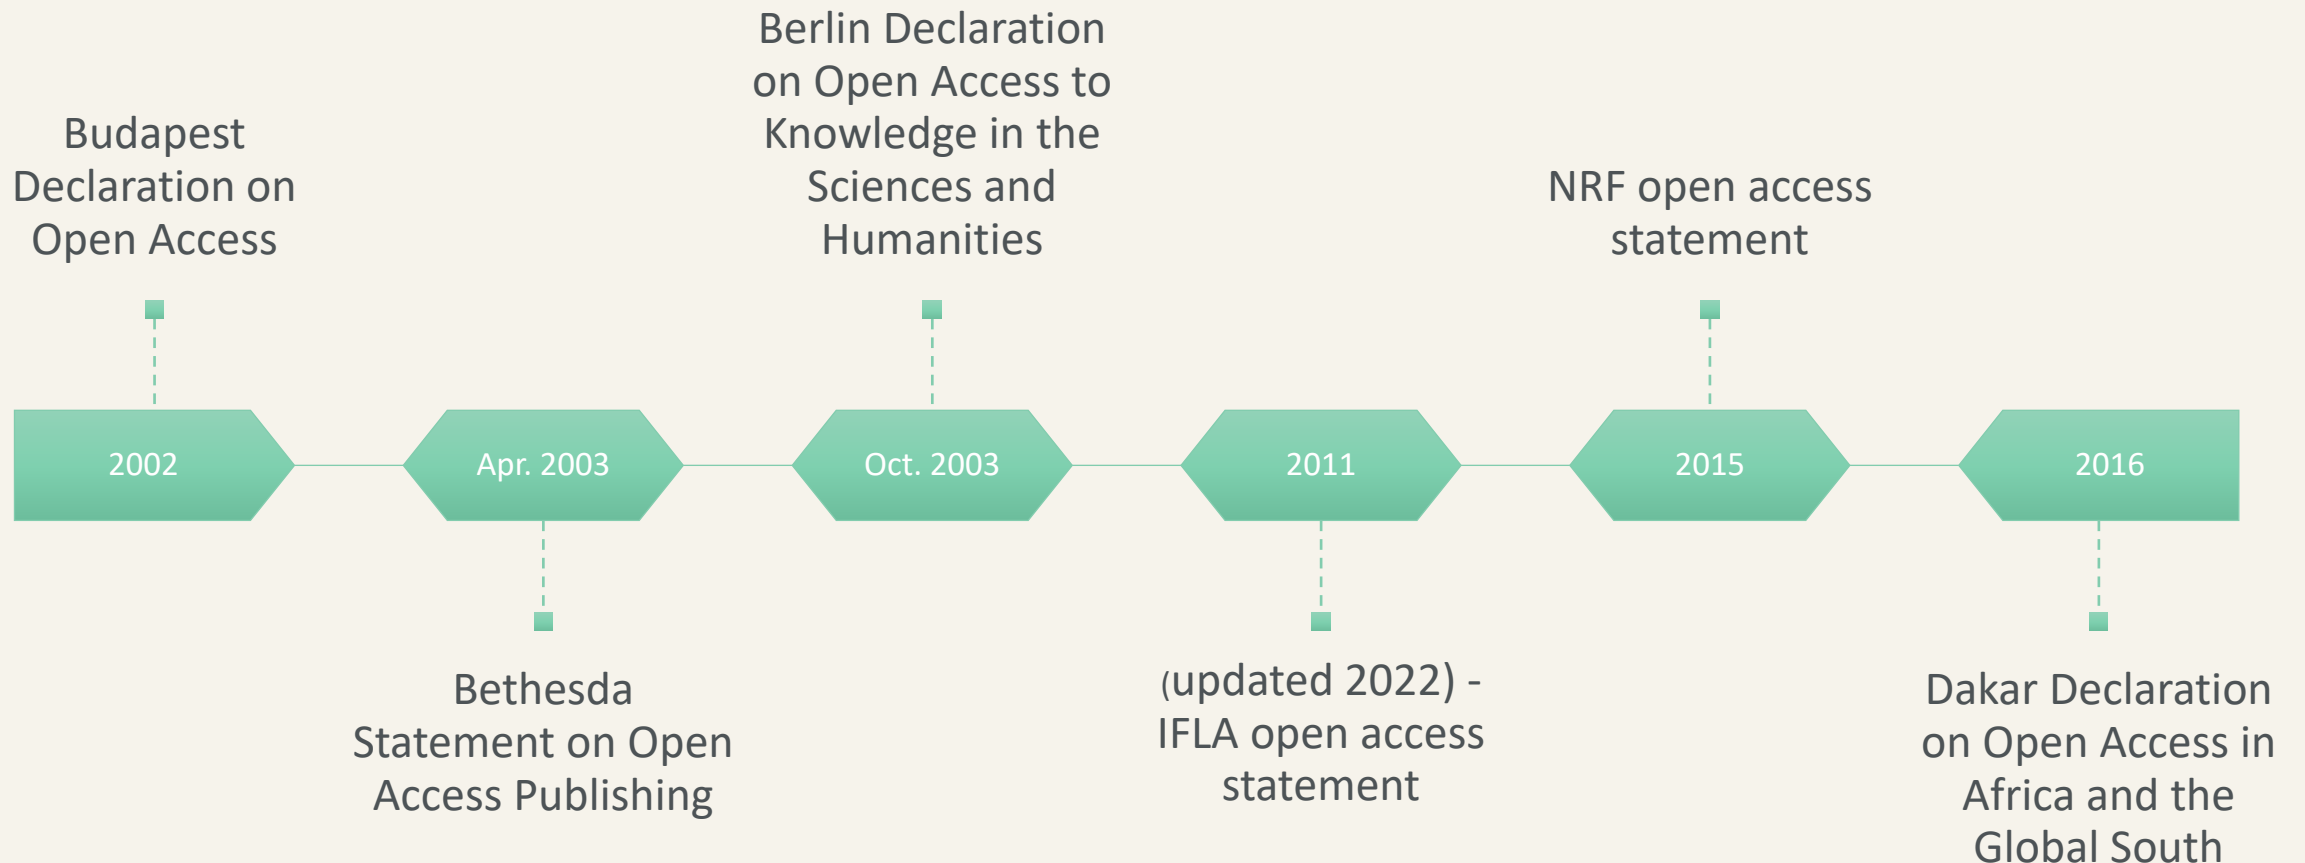 Budapest
Declaration on
Open Access
Berlin Declaration
on Open Access to
Knowledge in the
Sciences and
Humanities
NRF open access
statement
2002
Apr. 2003
Oct. 2003
2011
2015
2016
Bethesda
Statement on Open
Access Publishing
(updated 2022) -
IFLA open access
statement
Dakar Declaration
on Open Access in
Africa and the
Global South